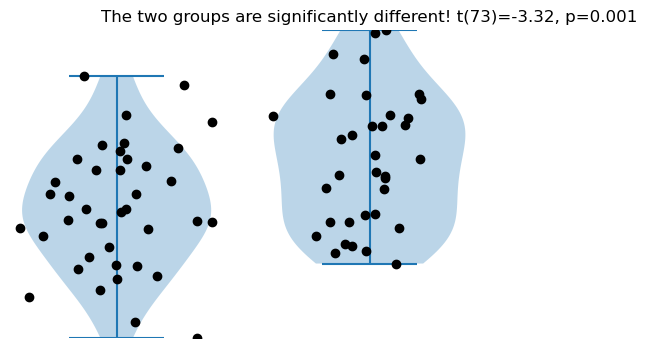 The two groups are significantly different! t(73)=-3.32, p=0.001